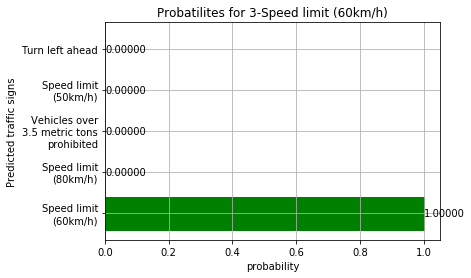 Probatilites for 3-Speed limit (60km/h)
Predicted traffic signs
Turn left ahead
0.00000
Speed limit
(50km/h)
0.00000
Vehicles over
3.5 metric tons
prohibited
0.00000
Speed limit
(80km/h)
0.00000
Speed limit
(60km/h)
1.00000
0.0 0.2 0.4 0.6 0.8 1.0
probability